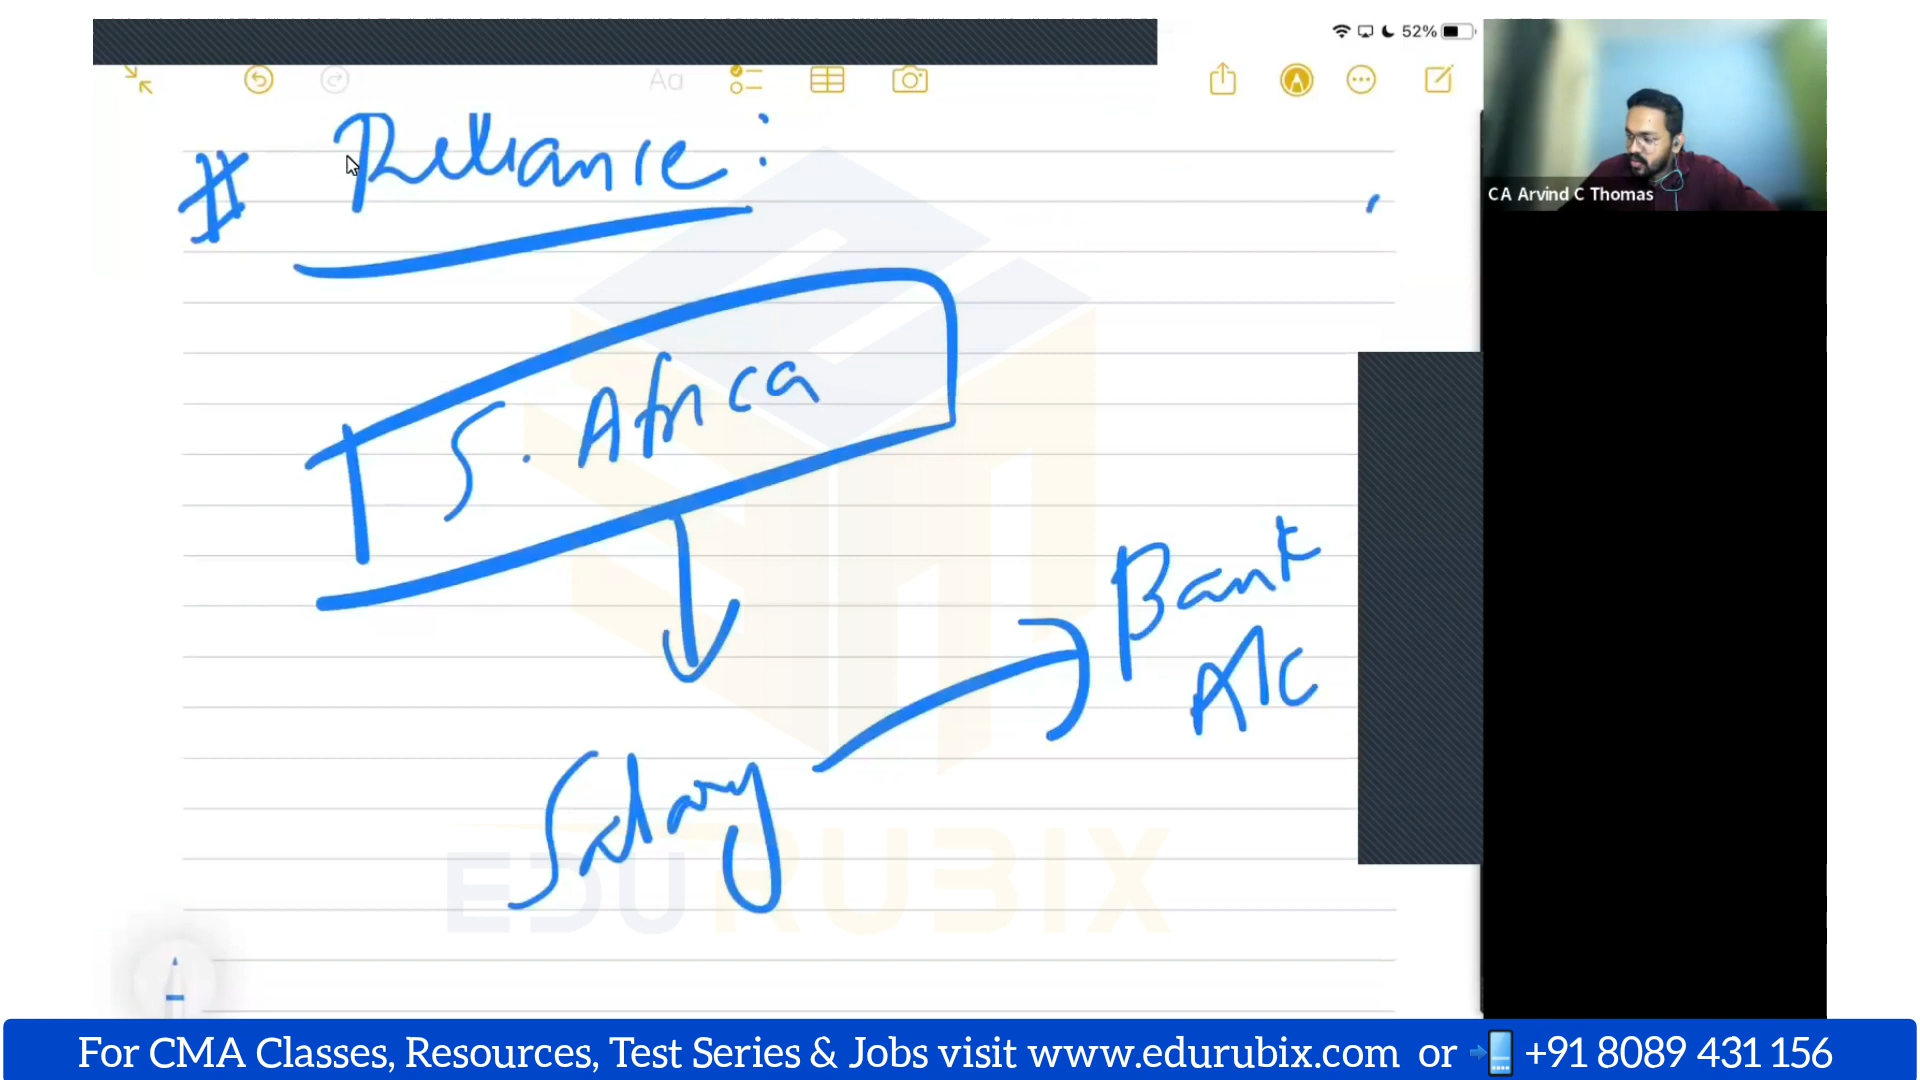 52%
Aa
# Reliance :
CA Arvind C Thomas
S. Africa
Bank
A/C
Salary
EDURUBIX
For CMA Classes, Resources, Test Series & Jobs visit www.edurubix.com or +91 8089 431 156